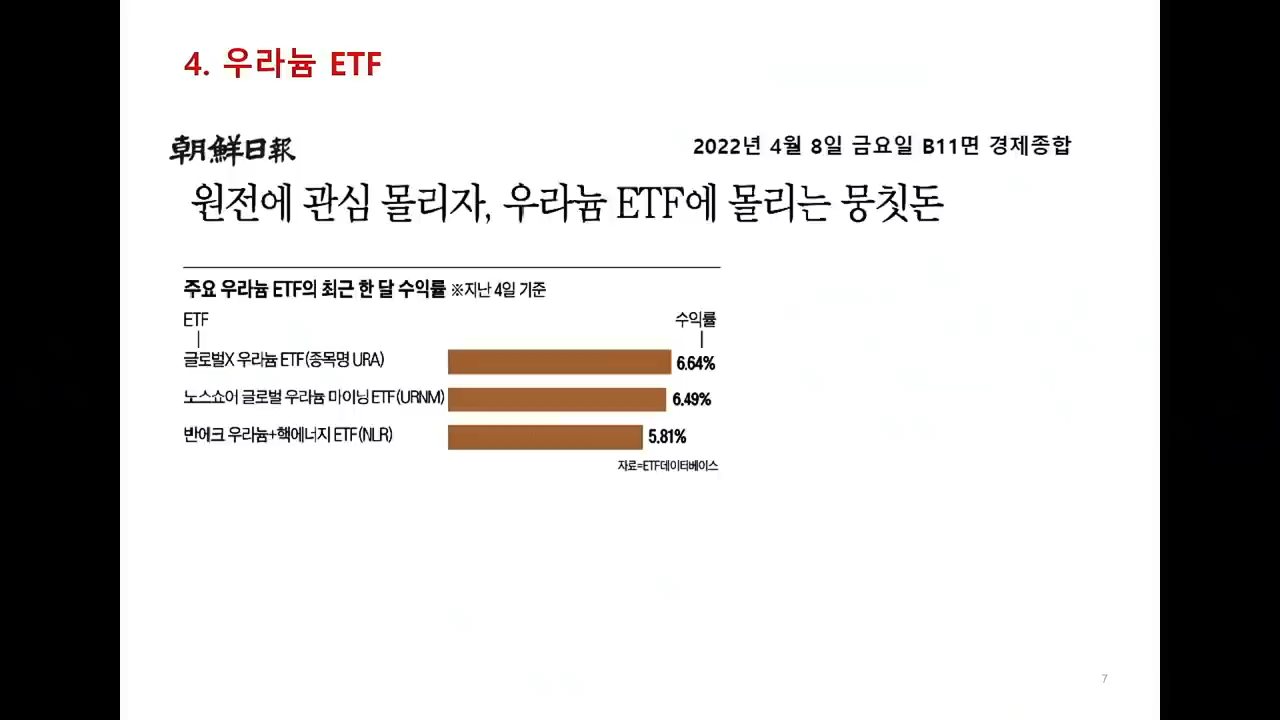 4. 우라늄 ETF
朝鮮日報
2022년 4월 8일 금요일 B11면 경제종합
원전에 관심 몰리자, 우라늄 ETF에 몰리는 뭉칫돈
주요 우라늄 ETF의 최근 한 달 수익률 ※지난 4일 기준
ETF 수익률
글로벌X 우라늄 ETF(종목명 URA) 6.64%
노스쇼어 글로벌 우라늄 마이닝 ETF(URNM) 6.49%
반에크 우라늄+핵에너지 ETF(NLR) 5.81%
자료=ETF데이터베이스
7